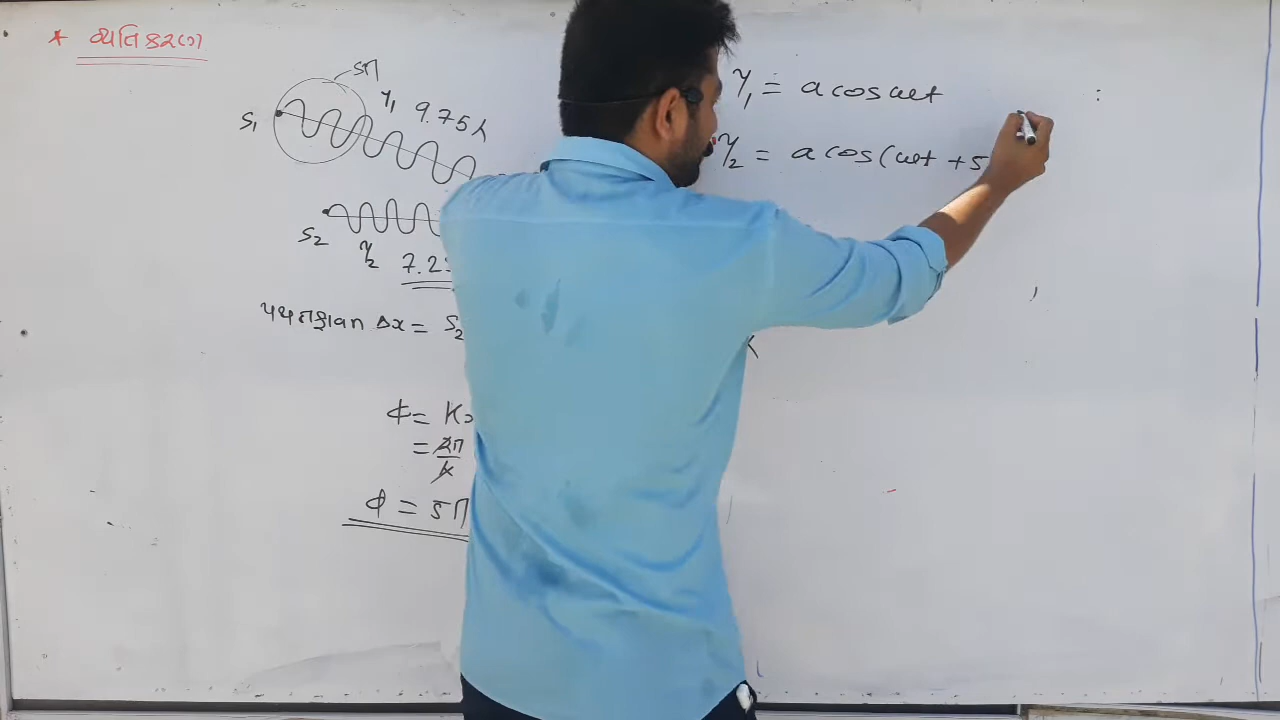 * વ્યતિકરણ
5π
S₁ y₁ 9.75λ
S₂ y₂ 7.2
પથતફાવત Δx = S₂
φ = K
= 2π
λ
φ = 5π
y₁ = a cos ωt
y₂ = a cos(ωt + 5